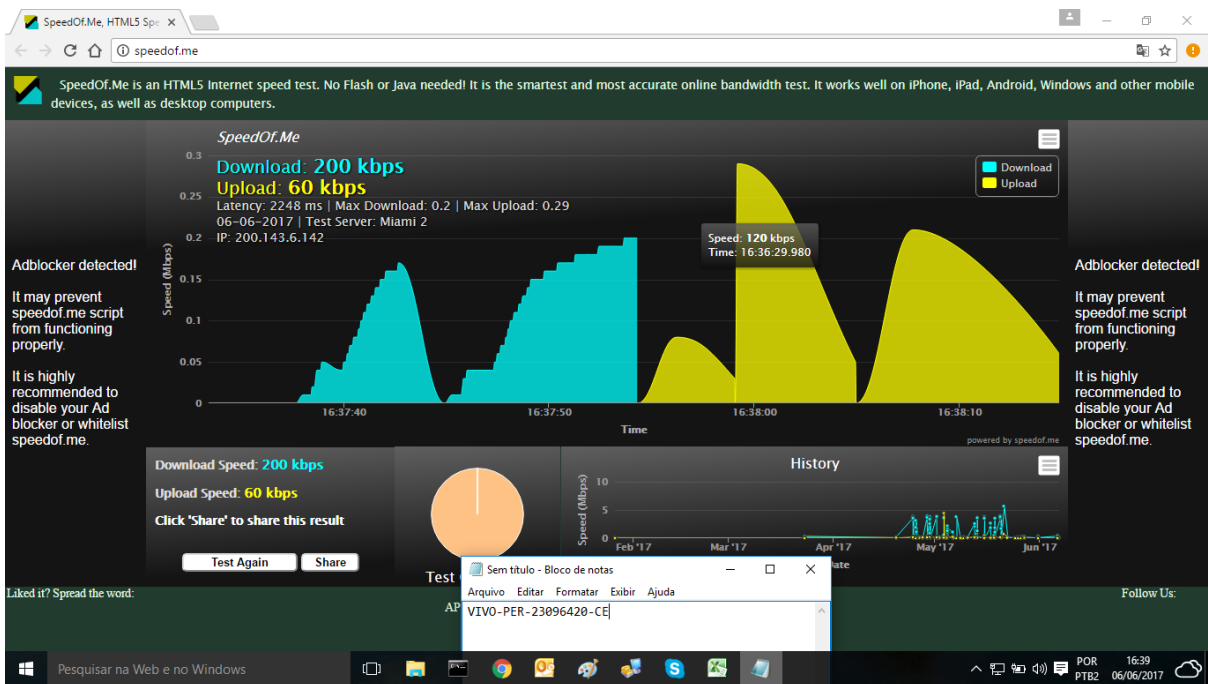 SpeedOf.Me, HTML5 Spe
speedof.me
SpeedOf.Me is an HTML5 Internet speed test. No Flash or Java needed! It is the smartest and most accurate online bandwidth test. It works well on iPhone, iPad, Android, Windows and other mobile
devices, as well as desktop computers.
SpeedOf.Me
Download: 200 kbps
Upload: 60 kbps
Latency: 2248 ms | Max Download: 0.2 | Max Upload: 0.29
06-06-2017 | Test Server: Miami 2
IP: 200.143.6.142
Download
Upload
Speed: 120 kbps
Time: 16:36:29.980
Speed (Mbps)
0.3
0.25
0.2
0.15
0.1
0.05
0
16:37:40 16:37:50 16:38:00 16:38:10
Time
powered by speedof.me
Adblocker detected!
It may prevent
speedof.me script
from functioning
properly.
It is highly
recommended to
disable your Ad
blocker or whitelist
speedof.me.
Adblocker detected!
It may prevent
speedof.me script
from functioning
properly.
It is highly
recommended to
disable your Ad
blocker or whitelist
speedof.me.
Download Speed: 200 kbps
Upload Speed: 60 kbps
Click 'Share' to share this result
Test Again Share
Test
History
Speed (Mbps)
10
5
0
Feb '17 Mar '17 Apr '17 May '17 Jun '17
ate
Liked it? Spread the word:
AP
Follow Us:
Sem título - Bloco de notas
Arquivo Editar Formatar Exibir Ajuda
VIVO-PER-23096420-CE
Pesquisar na Web e no Windows
POR
PTB2
16:39
06/06/2017